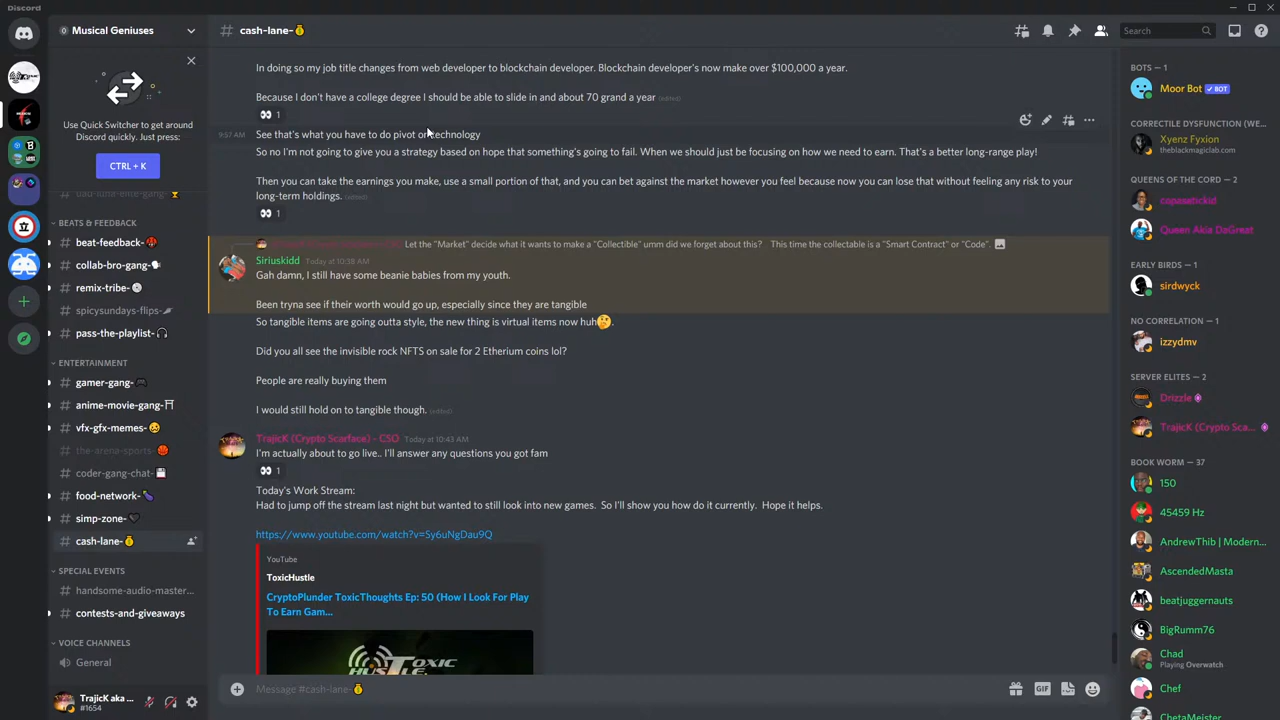 Discord
Musical Geniuses
# cash-lane-💰
Search
Use Quick Switcher to get around
Discord quickly. Just press:
CTRL + K
BEATS & FEEDBACK
# beat-feedback-
# collab-bro-gang-
# remix-tribe-
# spicysundays-flips-
# pass-the-playlist-
ENTERTAINMENT
# gamer-gang-
# anime-movie-gang-
# vfx-gfx-memes-
# the-arena-sports-
# coder-gang-chat-
# food-network-
# simp-zone-
# cash-lane-💰
SPECIAL EVENTS
# handsome-audio-master...
# contests-and-giveaways
VOICE CHANNELS
General
TrajicK aka ...
#1654
In doing so my job title changes from web developer to blockchain developer. Blockchain developer's now make over $100,000 a year.
Because I don't have a college degree I should be able to slide in and about 70 grand a year (edited)
👀 1
9:57 AM See that's what you have to do pivot on technology
So no I'm not going to give you a strategy based on hope that something's going to fail. When we should just be focusing on how we need to earn. That's a better long-range play!
Then you can take the earnings you make, use a small portion of that, and you can bet against the market however you feel because now you can lose that without feeling any risk to your
long-term holdings. (edited)
👀 1
Let the "Market" decide what it wants to make a "Collectible" umm did we forget about this? This time the collectable is a "Smart Contract" or "Code".
Siriuskidd Today at 10:38 AM
Gah damn, I still have some beanie babies from my youth.
Been tryna see if their worth would go up, especially since they are tangible
So tangible items are going outta style, the new thing is virtual items now huh🤔.
Did you all see the invisible rock NFTS on sale for 2 Etherium coins lol?
People are really buying them
I would still hold on to tangible though. (edited)
TrajicK (Crypto Scarface) - CSO Today at 10:43 AM
I'm actually about to go live.. I'll answer any questions you got fam
👀 1
Today's Work Stream:
Had to jump off the stream last night but wanted to still look into new games. So I'll show you how do it currently. Hope it helps.
https://www.youtube.com/watch?v=Sy6uNgDau9Q
YouTube
ToxicHustle
CryptoPlunder ToxicThoughts Ep: 50 (How I Look For Play
To Earn Gam...
TOXIC
Message #cash-lane-💰
GIF
BOTS — 1
Moor Bot ✔ BOT
CORRECTILE DYSFUNCTION (WE...
Xyenz Fyxion
theblackmagiclab.com
QUEENS OF THE CORD — 2
copasetickid
Queen Akia DaGreat
EARLY BIRDS — 1
sirdwyck
NO CORRELATION — 1
izzydmv
SERVER ELITES — 2
Drizzle
TrajicK (Crypto Sca...
BOOK WORM — 37
150
45459 Hz
AndrewThib | Modern...
AscendedMasta
beatjuggernauts
BigRumm76
Chad
Playing Overwatch
Chef
ChetaMeister